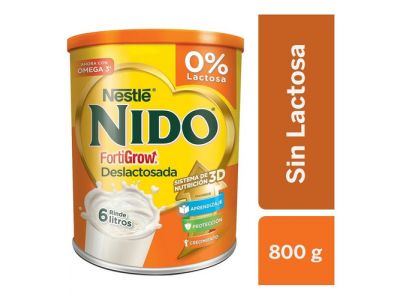 AHORA CON
OMEGA 3
0%
Lactosa
Nestlé
NIDO
FortiGrow
Deslactosada
SISTEMA DE
NUTRICIÓN 3D
APRENDIZAJE
PROTECCIÓN
CRECIMIENTO
Rinde
6 litros
Sin Lactosa
800 g